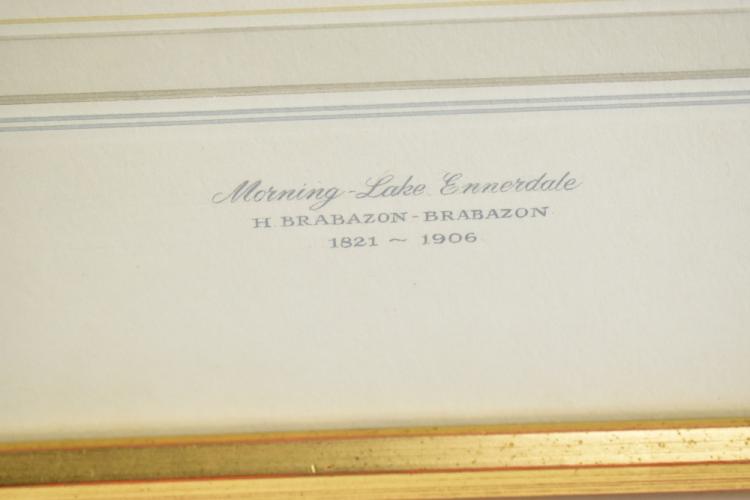 Morning - Lake Ennerdale
H. BRABAZON - BRABAZON
1821 ~ 1906